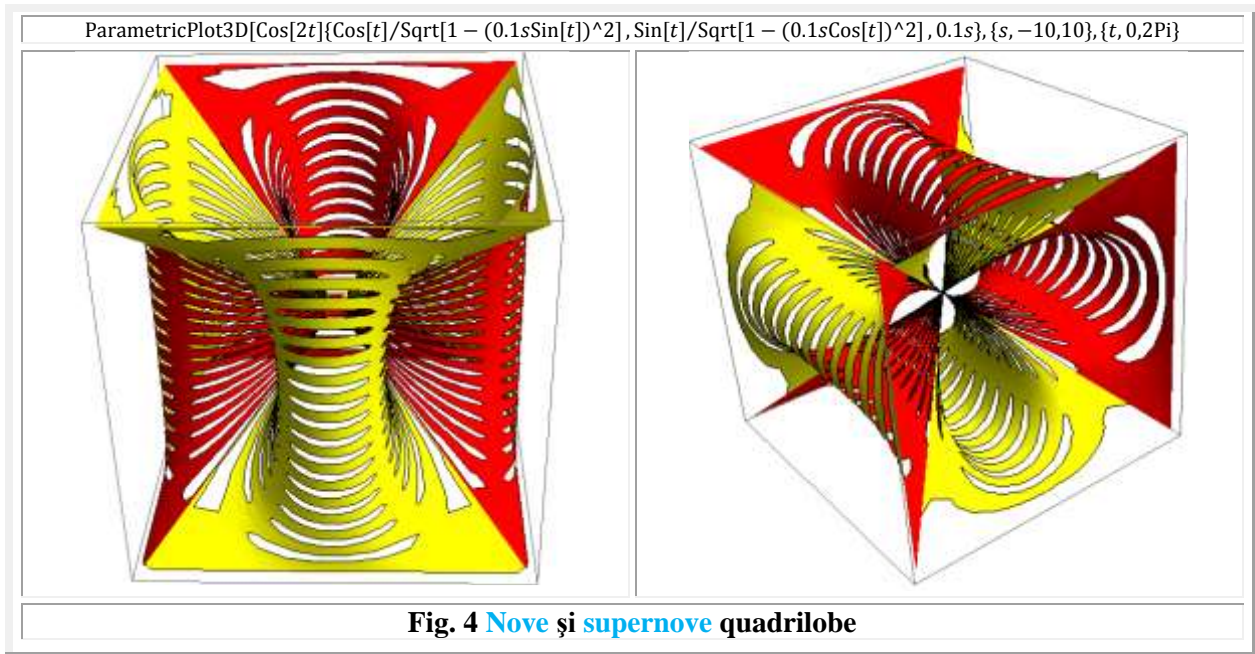 ParametricPlot3D[Cos[2𝑡]{Cos[𝑡]/Sqrt[1 − (0.1𝑠Sin[𝑡])^2] , Sin[𝑡]/Sqrt[1 − (0.1𝑠Cos[𝑡])^2] , 0.1𝑠}, {𝑠, −10,10}, {𝑡, 0,2Pi}
Fig. 4 Nove şi supernove quadrilobe